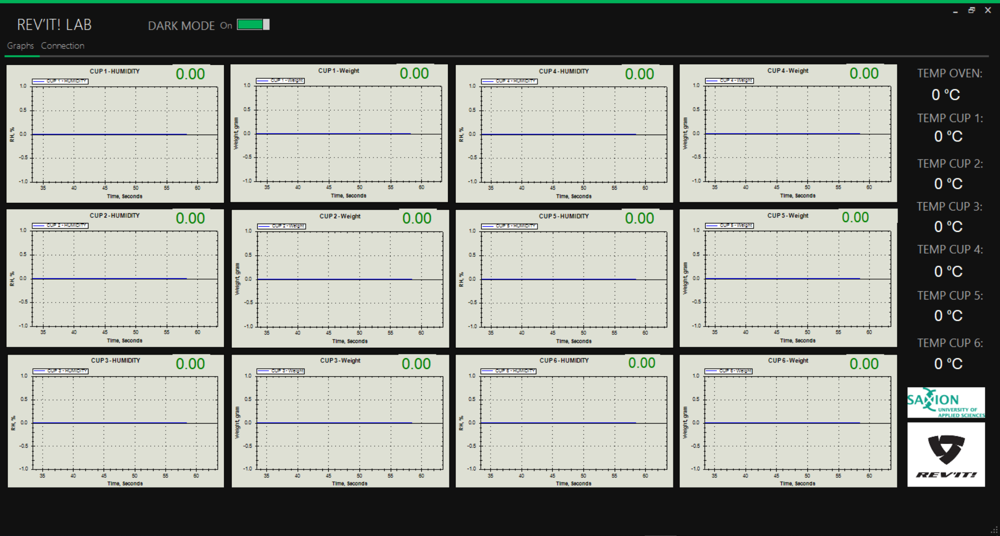 REV'IT! LAB
DARK MODE On
Graphs Connection
CUP 1 - HUMIDITY 0.00
CUP 1 - HUMIDITY
RH, %
1.0
0.5
0.0
-0.5
-1.0
35 40 45 50 55 60
Time, Seconds
CUP 1 - Weight 0.00
CUP 1 - Weight
Weight, gram
1.0
0.5
0.0
-0.5
-1.0
35 40 45 50 55 60
Time, Seconds
CUP 4 - HUMIDITY 0.00
CUP 4 - HUMIDITY
RH, %
1.0
0.5
0.0
-0.5
-1.0
35 40 45 50 55 60
Time, Seconds
CUP 4 - Weight 0.00
CUP 4 - Weight
Weight, gram
1.0
0.5
0.0
-0.5
-1.0
35 40 45 50 55 60
Time, Seconds
CUP 2 - HUMIDITY 0.00
CUP 2 - HUMIDITY
RH, %
1.0
0.5
0.0
-0.5
-1.0
35 40 45 50 55 60
Time, Seconds
CUP 2 - Weight 0.00
CUP 2 - Weight
Weight, gram
1.0
0.5
0.0
-0.5
-1.0
35 40 45 50 55 60
Time, Seconds
CUP 5 - HUMIDITY 0.00
CUP 5 - HUMIDITY
RH, %
1.0
0.5
0.0
-0.5
-1.0
35 40 45 50 55 60
Time, Seconds
CUP 5 - Weight 0.00
CUP 5 - Weight
Weight, gram
1.0
0.5
0.0
-0.5
-1.0
35 40 45 50 55 60
Time, Seconds
CUP 3 - HUMIDITY 0.00
CUP 3 - HUMIDITY
RH, %
1.0
0.5
0.0
-0.5
-1.0
35 40 45 50 55 60
Time, Seconds
CUP 3 - Weight 0.00
CUP 3 - Weight
Weight, gram
1.0
0.5
0.0
-0.5
-1.0
35 40 45 50 55 60
Time, Seconds
CUP 6 - HUMIDITY 0.00
CUP 6 - HUMIDITY
RH, %
1.0
0.5
0.0
-0.5
-1.0
35 40 45 50 55 60
Time, Seconds
CUP 6 - Weight 0.00
CUP 6 - Weight
Weight, gram
1.0
0.5
0.0
-0.5
-1.0
35 40 45 50 55 60
Time, Seconds
TEMP OVEN:
0 °C
TEMP CUP 1:
0 °C
TEMP CUP 2:
0 °C
TEMP CUP 3:
0 °C
TEMP CUP 4:
0 °C
TEMP CUP 5:
0 °C
TEMP CUP 6:
0 °C
SAXION
UNIVERSITY OF
APPLIED SCIENCES
REV'IT!